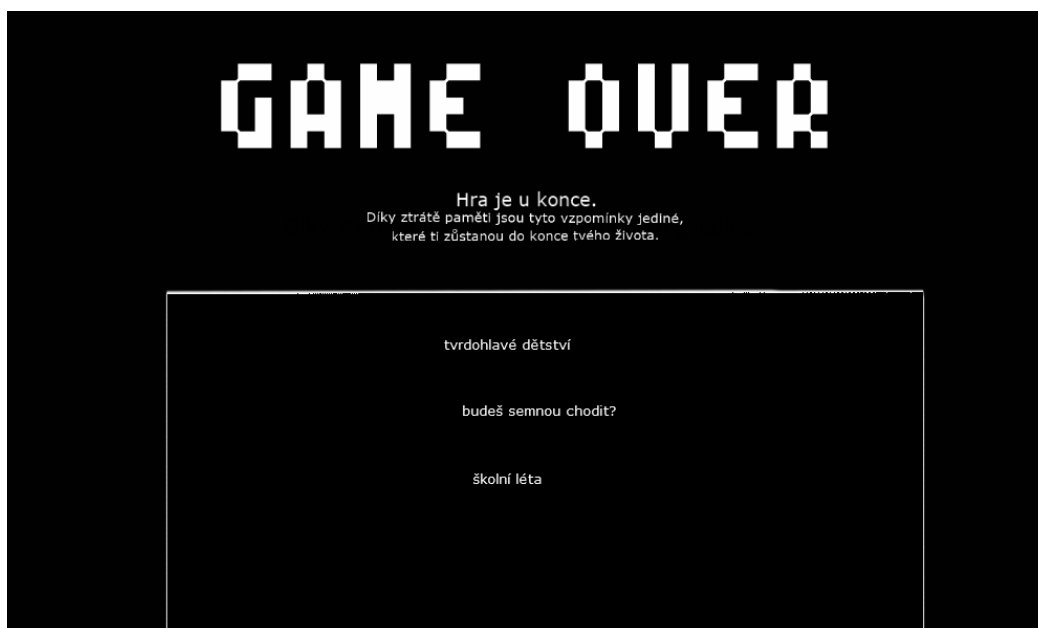 GAME OVER
Hra je u konce.
Díky ztrátě paměti jsou tyto vzpomínky jediné,
které ti zůstanou do konce tvého života.
tvrdohlavé dětství
budeš semnou chodit?
školní léta